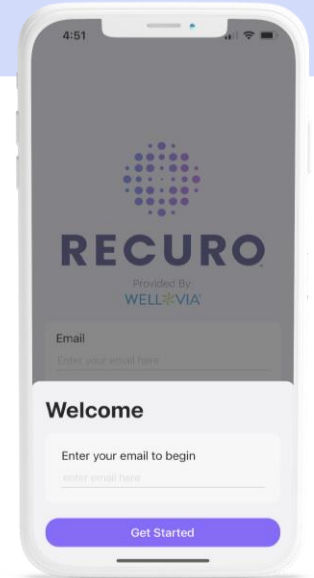 4:51
RECURO
Provided By
WELLVIA
Email
Enter your email here
Welcome
Enter your email to begin
enter email here
Get Started